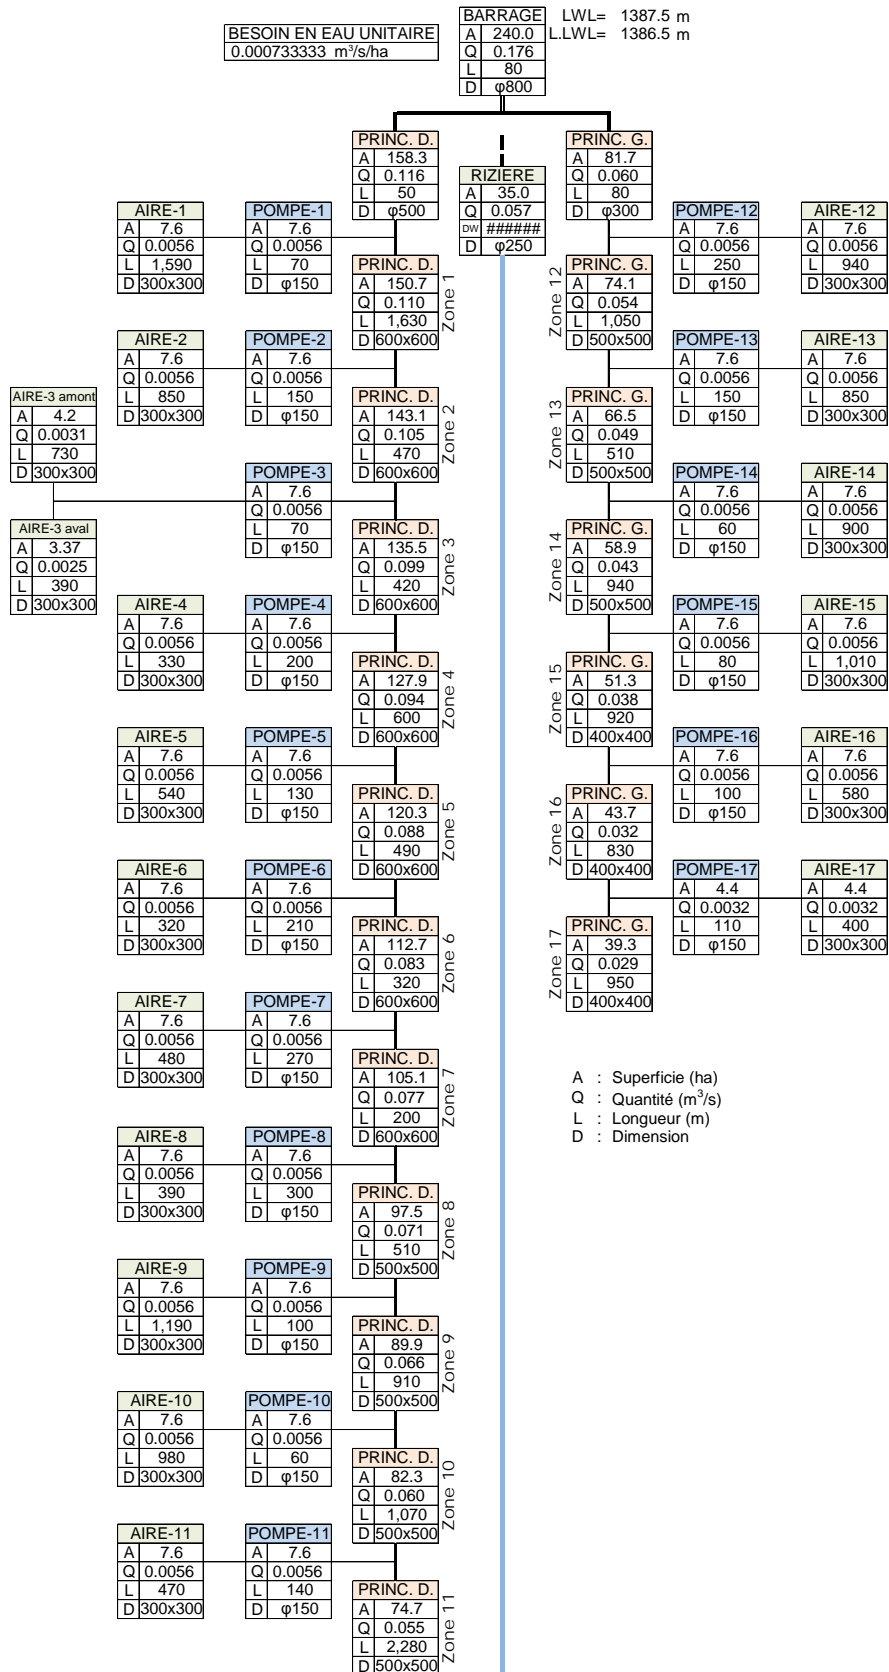 BARRAGE
A 240.0
Q 0.176
L 80
D φ800
LWL= 1387.5 m
L.LWL= 1386.5 m
BESOIN EN EAU UNITAIRE
0.000733333 m³/s/ha
PRINC. D.
A 158.3
Q 0.116
L 50
D φ500
RIZIERE
A 35.0
Q 0.057
DW ######
D φ250
PRINC. G.
A 81.7
Q 0.060
L 80
D φ300
AIRE-1
A 7.6
Q 0.0056
L 1,590
D 300x300
POMPE-1
A 7.6
Q 0.0056
L 70
D φ150
PRINC. D.
A 150.7
Q 0.110
L 1,630
D 600x600
Zone 1
AIRE-2
A 7.6
Q 0.0056
L 850
D 300x300
POMPE-2
A 7.6
Q 0.0056
L 150
D φ150
PRINC. D.
A 143.1
Q 0.105
L 470
D 600x600
Zone 2
AIRE-3 amont
A 4.2
Q 0.0031
L 730
D 300x300
AIRE-3 aval
A 3.37
Q 0.0025
L 390
D 300x300
POMPE-3
A 7.6
Q 0.0056
L 70
D φ150
PRINC. D.
A 135.5
Q 0.099
L 420
D 600x600
Zone 3
AIRE-4
A 7.6
Q 0.0056
L 330
D 300x300
POMPE-4
A 7.6
Q 0.0056
L 200
D φ150
PRINC. D.
A 127.9
Q 0.094
L 600
D 600x600
Zone 4
AIRE-5
A 7.6
Q 0.0056
L 540
D 300x300
POMPE-5
A 7.6
Q 0.0056
L 130
D φ150
PRINC. D.
A 120.3
Q 0.088
L 490
D 600x600
Zone 5
AIRE-6
A 7.6
Q 0.0056
L 320
D 300x300
POMPE-6
A 7.6
Q 0.0056
L 210
D φ150
PRINC. D.
A 112.7
Q 0.083
L 320
D 600x600
Zone 6
AIRE-7
A 7.6
Q 0.0056
L 480
D 300x300
POMPE-7
A 7.6
Q 0.0056
L 270
D φ150
PRINC. D.
A 105.1
Q 0.077
L 200
D 600x600
Zone 7
AIRE-8
A 7.6
Q 0.0056
L 390
D 300x300
POMPE-8
A 7.6
Q 0.0056
L 300
D φ150
PRINC. D.
A 97.5
Q 0.071
L 510
D 500x500
Zone 8
AIRE-9
A 7.6
Q 0.0056
L 1,190
D 300x300
POMPE-9
A 7.6
Q 0.0056
L 100
D φ150
PRINC. D.
A 89.9
Q 0.066
L 910
D 500x500
Zone 9
AIRE-10
A 7.6
Q 0.0056
L 980
D 300x300
POMPE-10
A 7.6
Q 0.0056
L 60
D φ150
PRINC. D.
A 82.3
Q 0.060
L 1,070
D 500x500
Zone 10
AIRE-11
A 7.6
Q 0.0056
L 470
D 300x300
POMPE-11
A 7.6
Q 0.0056
L 140
D φ150
PRINC. D.
A 74.7
Q 0.055
L 2,280
D 500x500
Zone 11
POMPE-12
A 7.6
Q 0.0056
L 250
D φ150
AIRE-12
A 7.6
Q 0.0056
L 940
D 300x300
Zone 12
PRINC. G.
A 74.1
Q 0.054
L 1,050
D 500x500
POMPE-13
A 7.6
Q 0.0056
L 150
D φ150
AIRE-13
A 7.6
Q 0.0056
L 850
D 300x300
Zone 13
PRINC. G.
A 66.5
Q 0.049
L 510
D 500x500
POMPE-14
A 7.6
Q 0.0056
L 60
D φ150
AIRE-14
A 7.6
Q 0.0056
L 900
D 300x300
Zone 14
PRINC. G.
A 58.9
Q 0.043
L 940
D 500x500
POMPE-15
A 7.6
Q 0.0056
L 80
D φ150
AIRE-15
A 7.6
Q 0.0056
L 1,010
D 300x300
Zone 15
PRINC. G.
A 51.3
Q 0.038
L 920
D 400x400
POMPE-16
A 7.6
Q 0.0056
L 100
D φ150
AIRE-16
A 7.6
Q 0.0056
L 580
D 300x300
Zone 16
PRINC. G.
A 43.7
Q 0.032
L 830
D 400x400
POMPE-17
A 4.4
Q 0.0032
L 110
D φ150
AIRE-17
A 4.4
Q 0.0032
L 400
D 300x300
Zone 17
PRINC. G.
A 39.3
Q 0.029
L 950
D 400x400
A : Superficie (ha)
Q : Quantité (m³/s)
L : Longueur (m)
D : Dimension